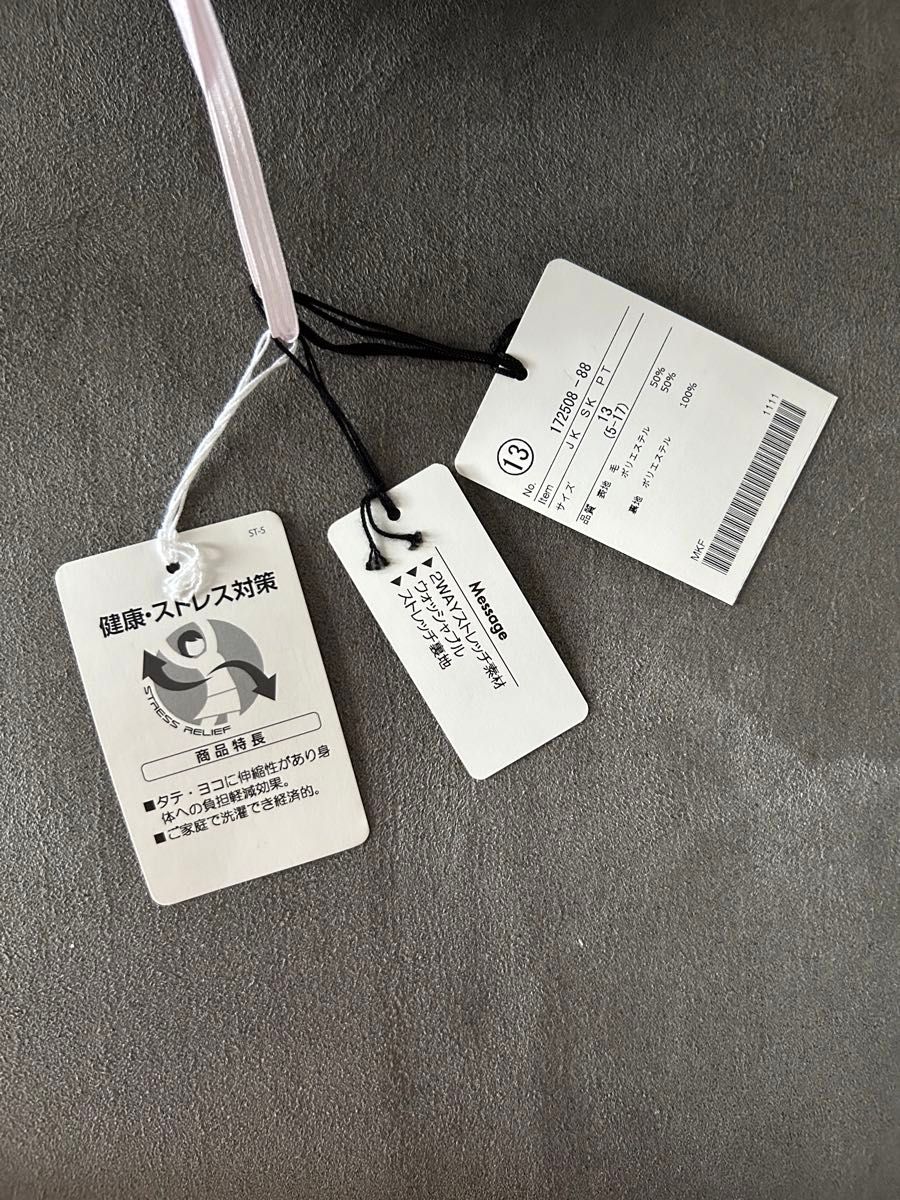 ST-5
健康・ストレス対策
STRESS RELIEF
商品特長
■タテ・ヨコに伸縮性があり身
体への負担軽減効果。
■ご家庭で洗濯でき経済的。
Message
▶2WAYストレッチ素材
▶ウォッシャブル
▶ストレッチ裏地
13
No. 172508-88
Item JK SK PT
サイズ 13
(5-17)
品質 表地 毛 50%
ポリエステル 50%
裏地 ポリエステル 100%
MKF 1111